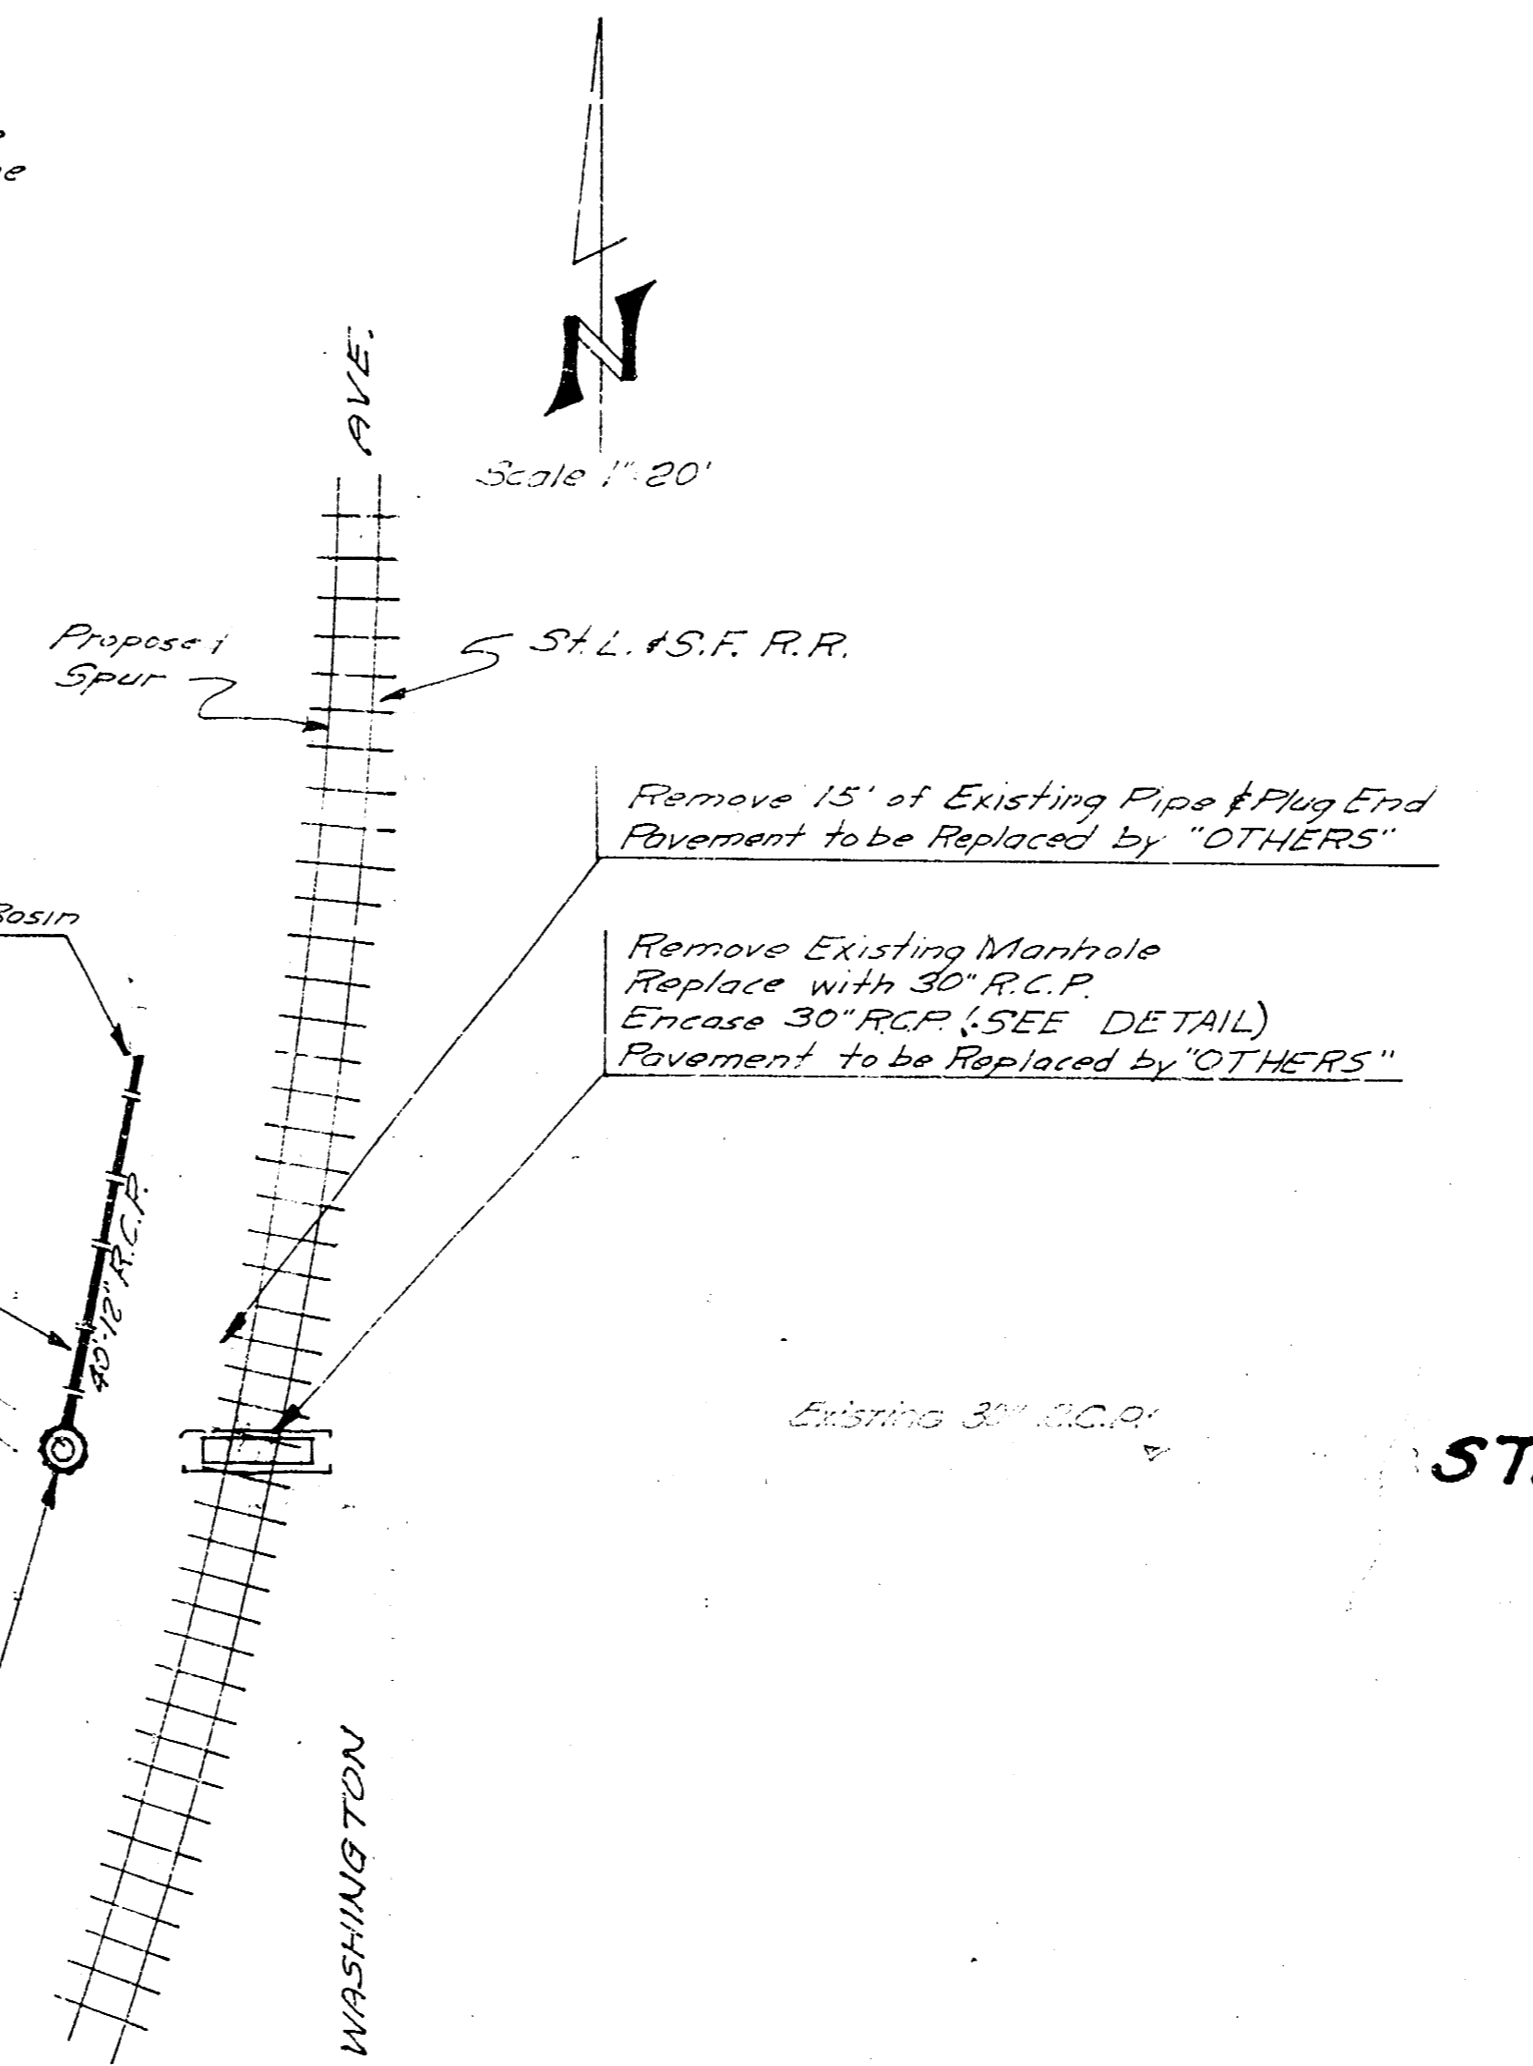 AVE.
N
Scale 1" 20'
Proposed
Spur
St. L. & S.F. R.R.
Remove 15' of Existing Pipe & Plug End
Pavement to be Replaced by "OTHERS"
Basin
Remove Existing Manhole
Replace with 30" R.C.P.
Encase 30" R.C.P. (SEE DETAIL)
Pavement to be Replaced by "OTHERS"
40'-12" R.C.P.
Existing 30" R.C.P.
ST.
WASHINGTON